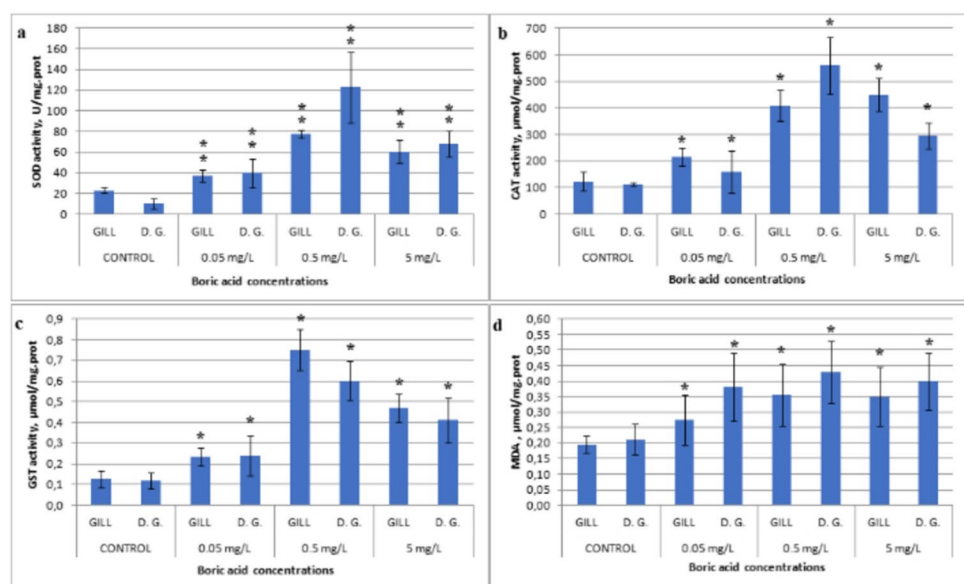 a
SOD activity, U/mg.prot
180
160
140
120
100
80
60
40
20
0
* * * * * * * * * * * *
GILL D. G. GILL D. G. GILL D. G. GILL D. G.
CONTROL 0.05 mg/L 0.5 mg/L 5 mg/L
Boric acid concentrations
b
CAT activity, µmol/mg.prot
700
600
500
400
300
200
100
0
* * * * * *
GILL D. G. GILL D. G. GILL D. G. GILL D. G.
CONTROL 0.05 mg/L 0.5 mg/L 5 mg/L
Boric acid concentrations
c
GST activity, µmol/mg.prot
0,9
0,8
0,7
0,6
0,5
0,4
0,3
0,2
0,1
0,0
* * * * * *
GILL D. G. GILL D. G. GILL D. G. GILL D. G.
CONTROL 0.05 mg/L 0.5 mg/L 5 mg/L
Boric acid concentrations
d
MDA , µmol/mg.prot
0,60
0,55
0,50
0,45
0,40
0,35
0,30
0,25
0,20
0,15
0,10
0,05
0,00
* * * * * *
GILL D. G. GILL D. G. GILL D. G. GILL D. G.
CONTROL 0.05 mg/L 0.5 mg/L 5 mg/L
Boric acid concentrations